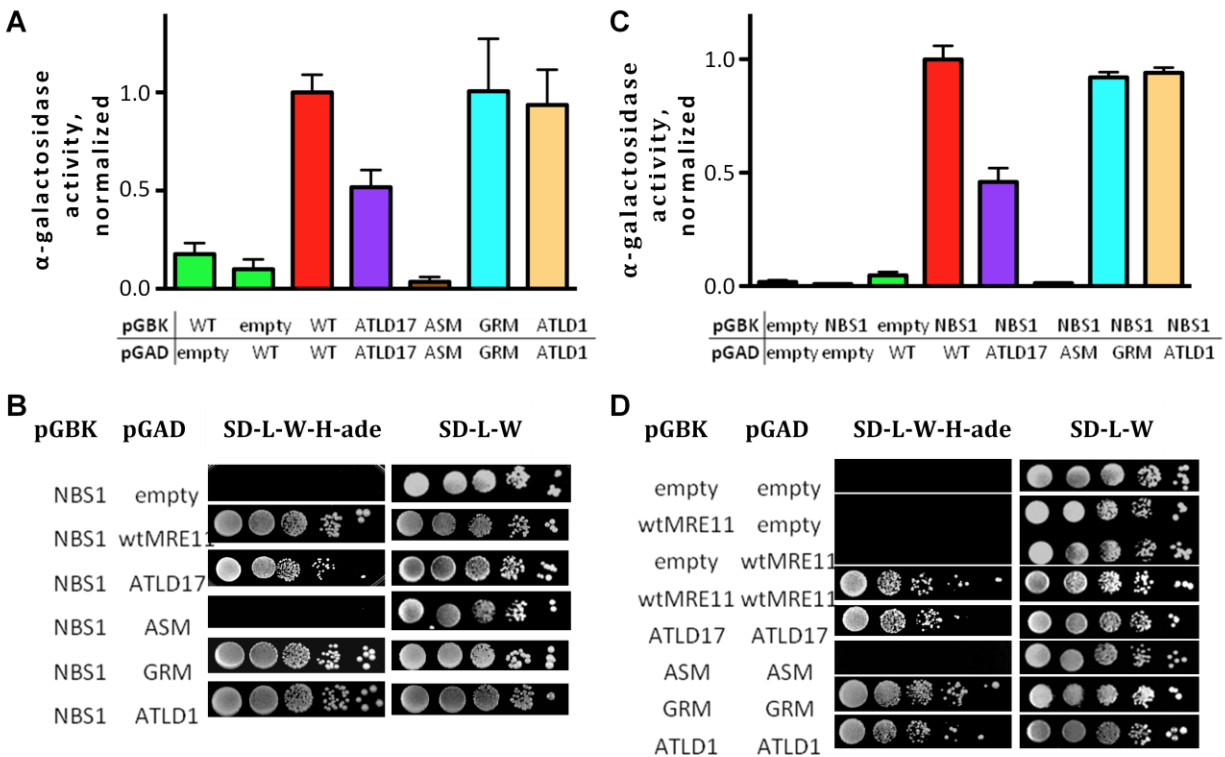 A
α-galactosidase
activity,
normalized
1.0
0.5
0.0
pGBK WT empty WT ATLD17 ASM GRM ATLD1
pGAD empty WT WT ATLD17 ASM GRM ATLD1
C
α-galactosidase
activity,
normalized
1.0
0.5
0.0
pGBK empty NBS1 empty NBS1 NBS1 NBS1 NBS1 NBS1
pGAD empty empty WT WT ATLD17 ASM GRM ATLD1
B
pGBK pGAD SD-L-W-H-ade SD-L-W
NBS1 empty
NBS1 wtMRE11
NBS1 ATLD17
NBS1 ASM
NBS1 GRM
NBS1 ATLD1
D
pGBK pGAD SD-L-W-H-ade SD-L-W
empty empty
wtMRE11 empty
empty wtMRE11
wtMRE11 wtMRE11
ATLD17 ATLD17
ASM ASM
GRM GRM
ATLD1 ATLD1